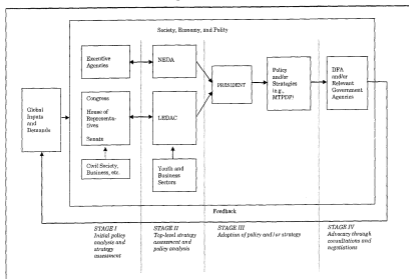 Society, Economy, and Polity
Executive
Agencies
NEDA
Policy
and/or
Strategies
(e.g.,
MTPDP)
DFA
and/or
Relevant
Government
Agencies
PRESIDENT
Global
Inputs
and
Demands
Congress
House of
Representa-
tives
Senate
LEDAC
Civil Society,
Business, etc.
Youth and
Business
Sectors
Feedback
STAGE I
Initial policy
analysis and
strategy
assessment
STAGE II
Top-level strategy
assessment and
policy analysis
STAGE III
Adoption of policy and/or strategy
STAGE IV
Advocacy through
consultations and
negotiations